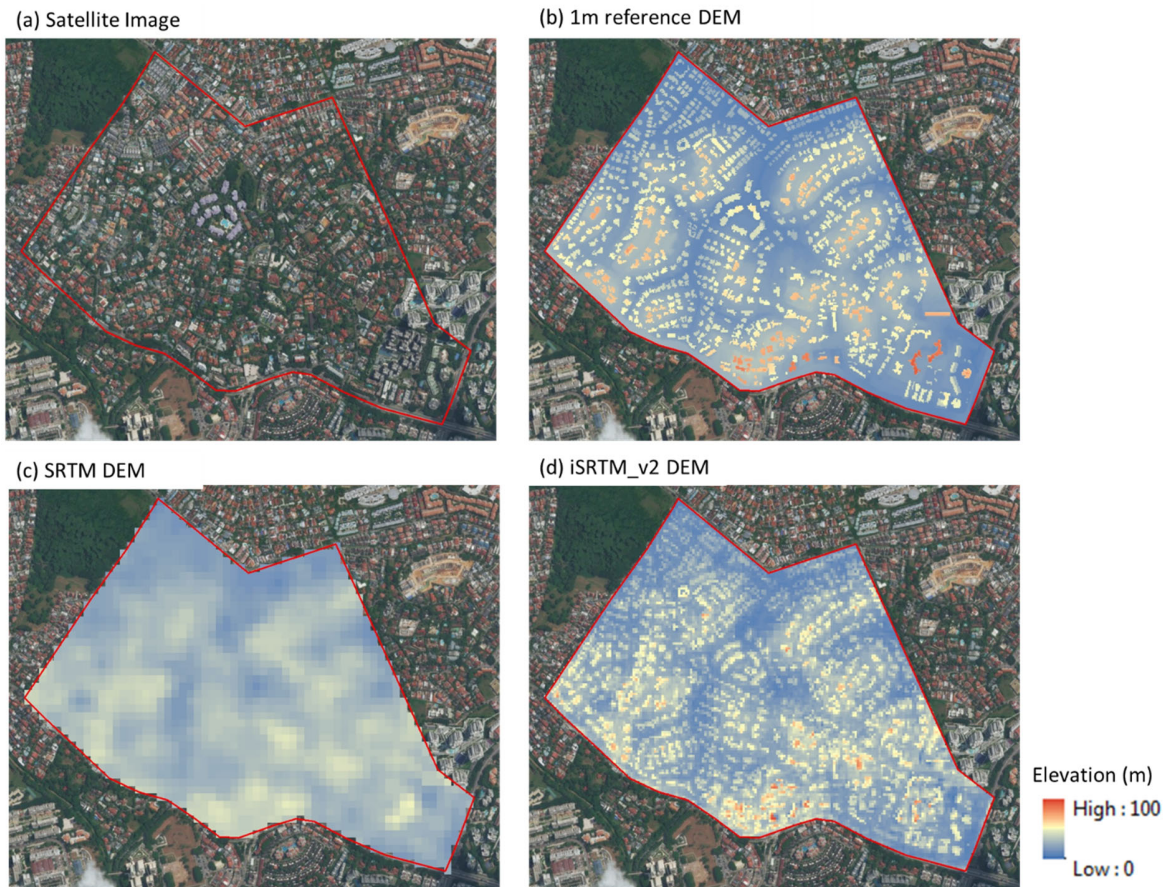 (a) Satellite Image
(b) 1m reference DEM
(c) SRTM DEM
(d) iSRTM_v2 DEM
Elevation (m)
High : 100
Low : 0